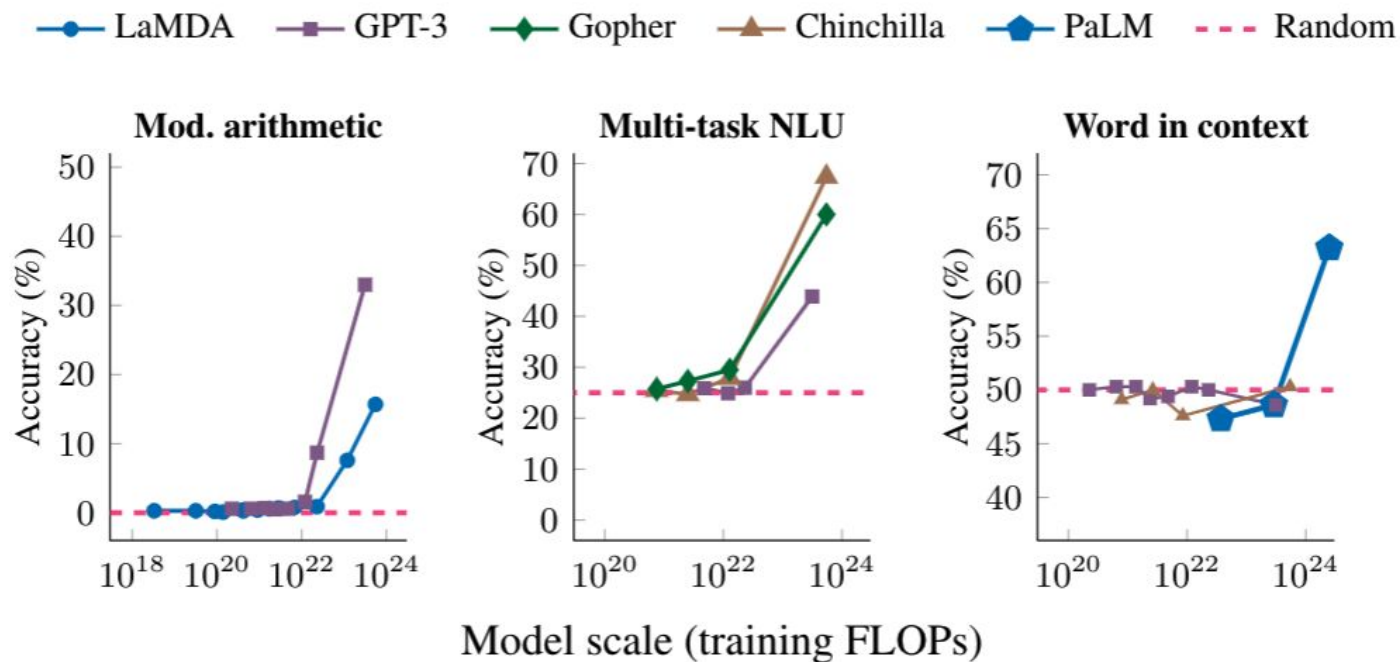 LaMDA GPT-3 Gopher Chinchilla PaLM Random
Mod. arithmetic
Accuracy (%)
50
40
30
20
10
0
10^18 10^20 10^22 10^24
Multi-task NLU
Accuracy (%)
70
60
50
40
30
20
10
0
10^20 10^22 10^24
Word in context
Accuracy (%)
70
65
60
55
50
45
40
10^20 10^22 10^24
Model scale (training FLOPs)